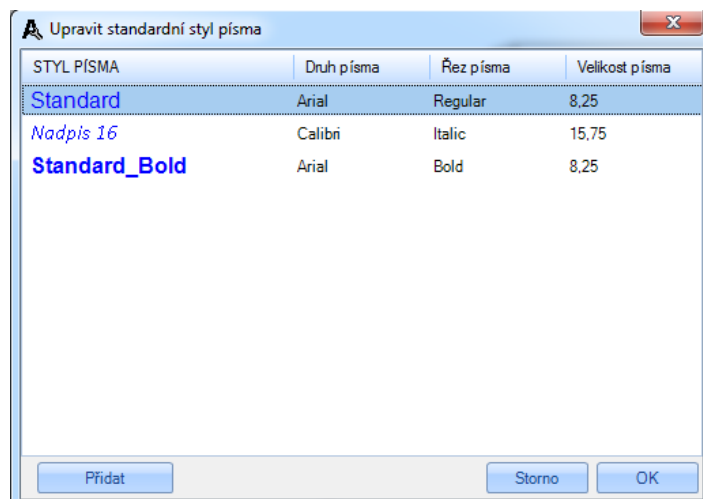 Upravit standardní styl písma
STYL PÍSMA Druh písma Řez písma Velikost písma
Standard Arial Regular 8,25
Nadpis 16 Calibri Italic 15,75
Standard_Bold Arial Bold 8,25
Přidat Storno OK